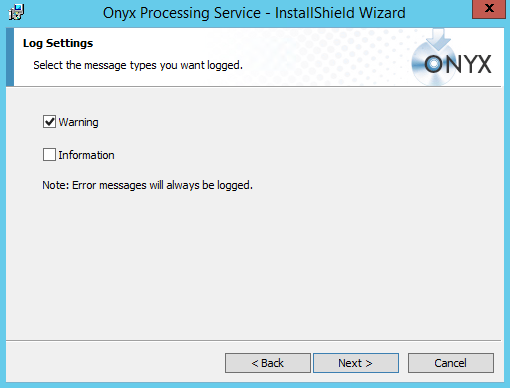 Onyx Processing Service - InstallShield Wizard
x
Log Settings
Select the message types you want logged.
ONYX
Warning
Information
Note: Error messages will always be logged.
< Back
Next >
Cancel